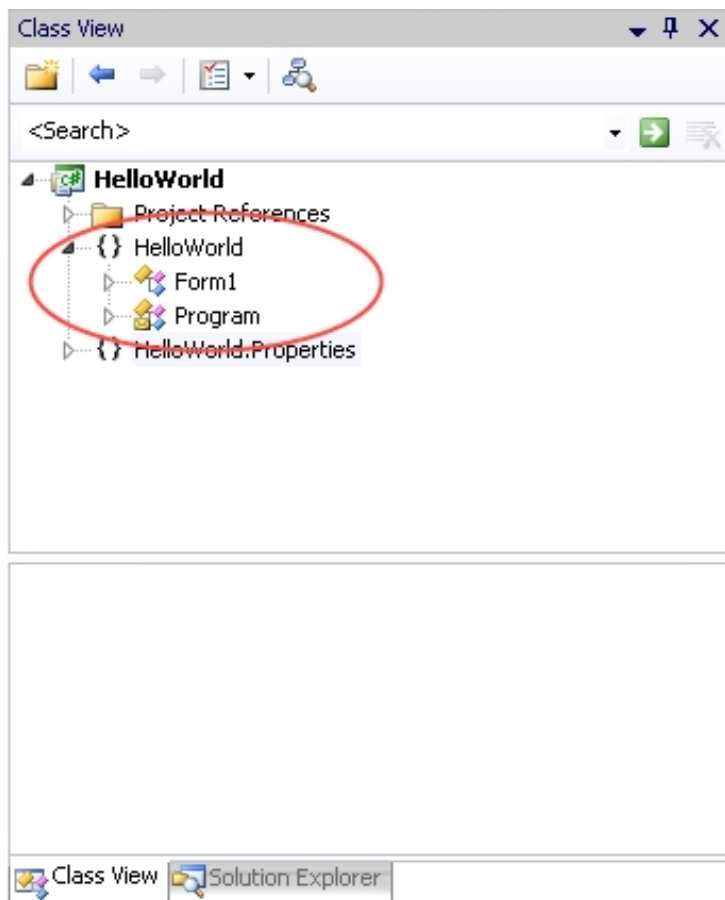 Class View
<Search>
HelloWorld
Project References
{} HelloWorld
Form1
Program
{} HelloWorld.Properties
Class View Solution Explorer